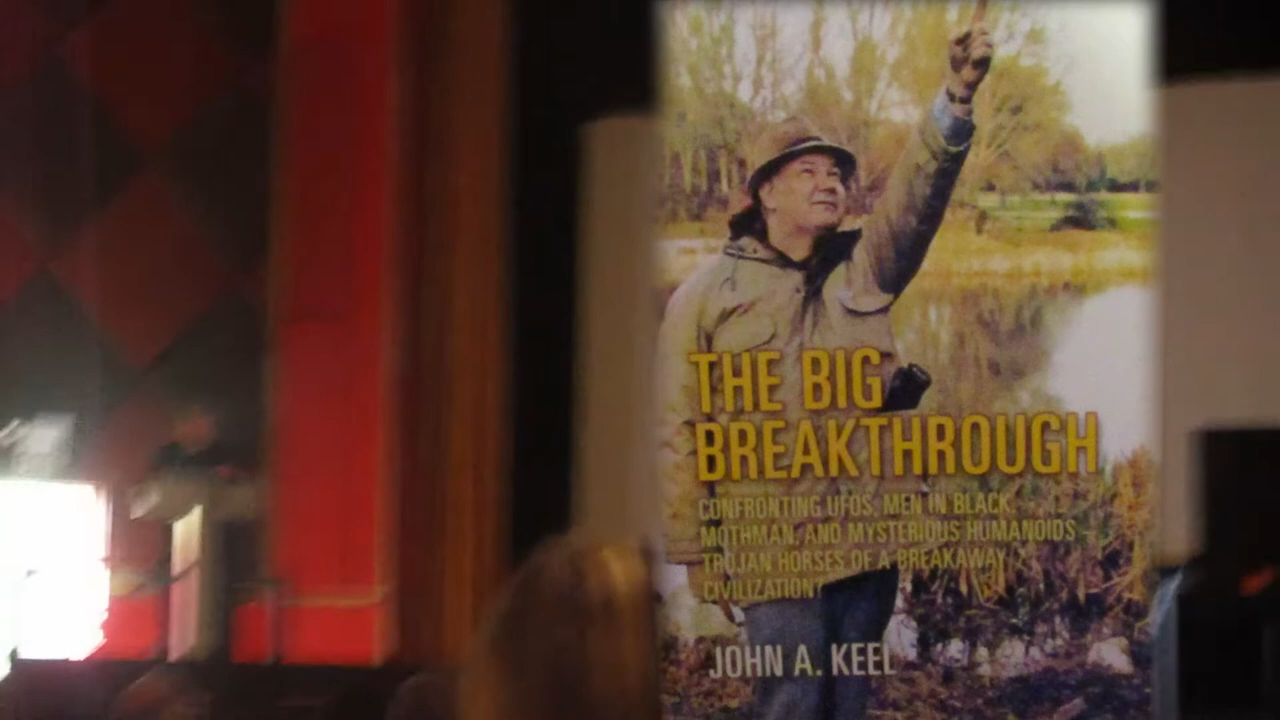 THE BIG
BREAKTHROUGH
CONFRONTING UFOS, MEN IN BLACK,
MOTHMAN, AND MYSTERIOUS HUMANOIDS –
TROJAN HORSES OF A BREAKAWAY
CIVILIZATION?
JOHN A. KEEL